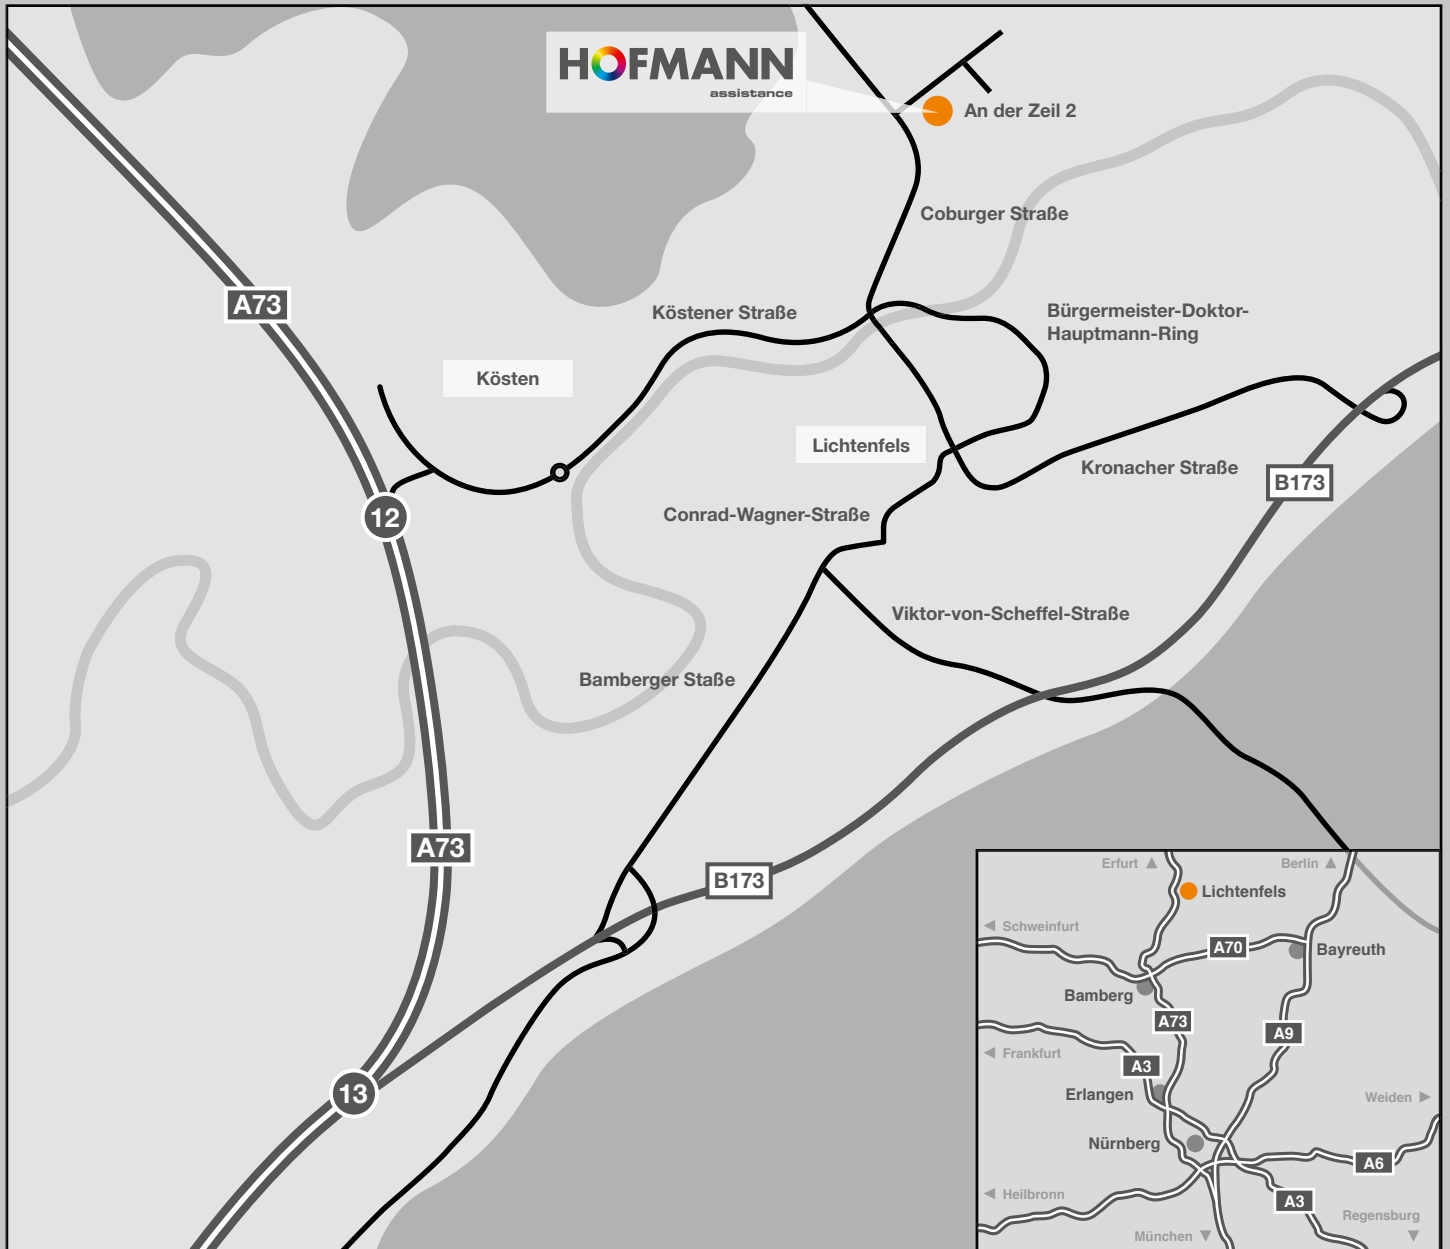 HOFMANN
assistance
An der Zeil 2
Coburger Straße
A73
Köstener Straße
Bürgermeister-Doktor-
Hauptmann-Ring
Kösten
Lichtenfels
Kronacher Straße
B173
12
Conrad-Wagner-Straße
Viktor-von-Scheffel-Straße
Bamberger Staße
A73
B173
13
Erfurt
Berlin
Lichtenfels
Schweinfurt
A70
Bayreuth
Bamberg
A73
A9
Frankfurt
A3
Erlangen
Weiden
Nürnberg
A6
Heilbronn
A3
Regensburg
München